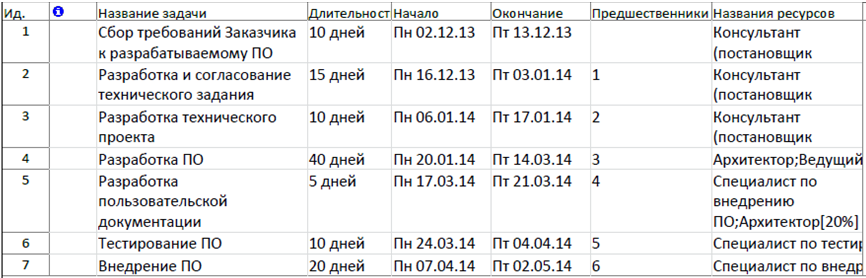 Ид. Название задачи Длительност Начало Окончание Предшественники Названия ресурсов
1 Сбор требований Заказчика 10 дней Пн 02.12.13 Пт 13.12.13 Консультант
к разрабатываемому ПО (постановщик
2 Разработка и согласование 15 дней Пн 16.12.13 Пт 03.01.14 1 Консультант
технического задания (постановщик
3 Разработка технического 10 дней Пн 06.01.14 Пт 17.01.14 2 Консультант
проекта (постановщик
4 Разработка ПО 40 дней Пн 20.01.14 Пт 14.03.14 3 Архитектор;Ведущий
5 Разработка 5 дней Пн 17.03.14 Пт 21.03.14 4 Специалист по
пользовательской внедрению
документации ПО;Архитектор[20%]
6 Тестирование ПО 10 дней Пн 24.03.14 Пт 04.04.14 5 Специалист по тестир
7 Внедрение ПО 20 дней Пн 07.04.14 Пт 02.05.14 6 Специалист по внедр